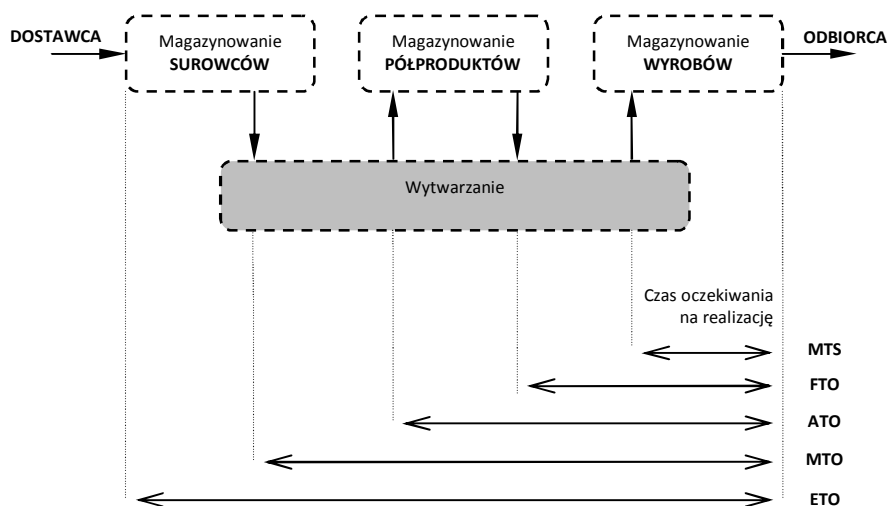 DOSTAWCA
Magazynowanie
SUROWCÓW
Magazynowanie
PÓŁPRODUKTÓW
Magazynowanie
WYROBÓW
ODBIORCA
Wytwarzanie
Czas oczekiwania
na realizację
MTS
FTO
ATO
MTO
ETO